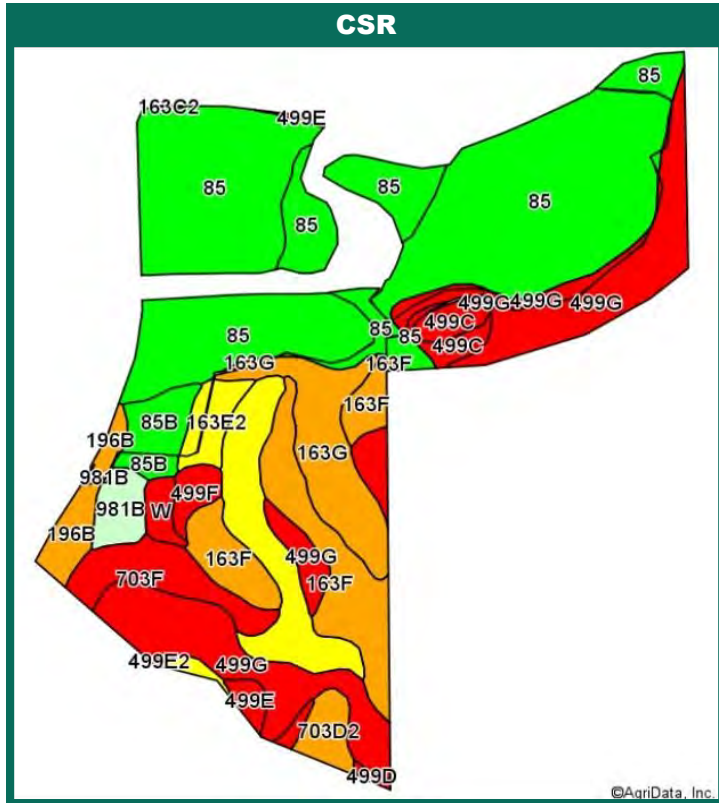 CSR
85
163C2
499E
85
85
85
85
499G 499G 499G
499C
85
85 85
499C
163G
163F
163F
85B
163E2
196B
163G
85B
981B
499F
981B
W
196B
163F
499G
163F
703F
499E2
499G
499E
703D2
499D
©AgriData, Inc.